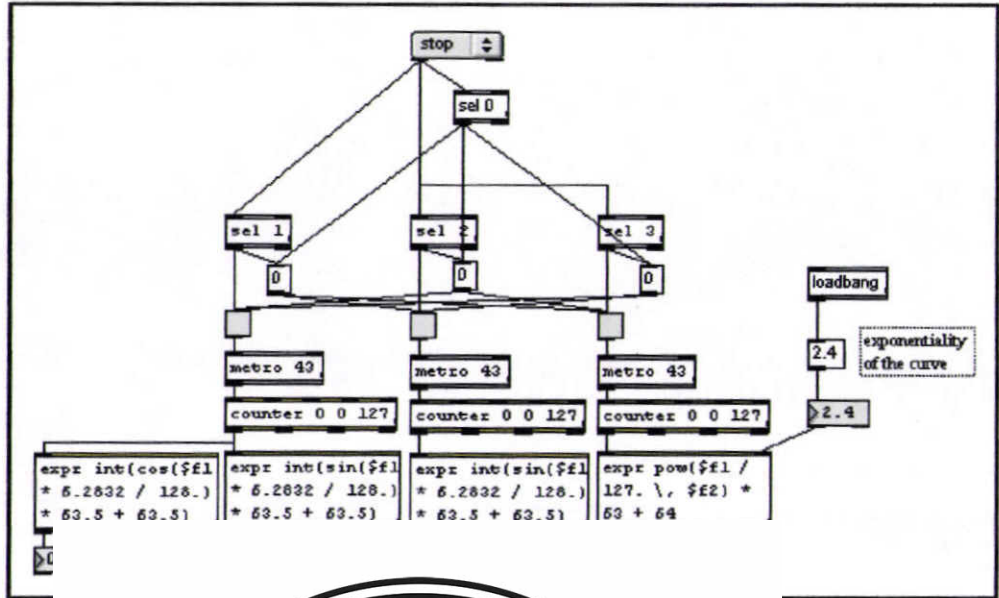 stop
sel 0
sel 1
sel 2
sel 3
0
0
0
loadbang
2.4
exponentiality
of the curve
2.4
metro 43
metro 43
metro 43
counter 0 0 127
counter 0 0 127
counter 0 0 127
expr int(cos($f1
* 6.2832 / 128.)
* 63.5 + 63.5)
expr int(sin($f1
* 6.2832 / 128.)
* 63.5 + 63.5)
expr int(sin($f1
* 6.2832 / 128.)
* 63.5 + 63.5)
expr pow($f1 /
127. \, $f2) *
63 + 64